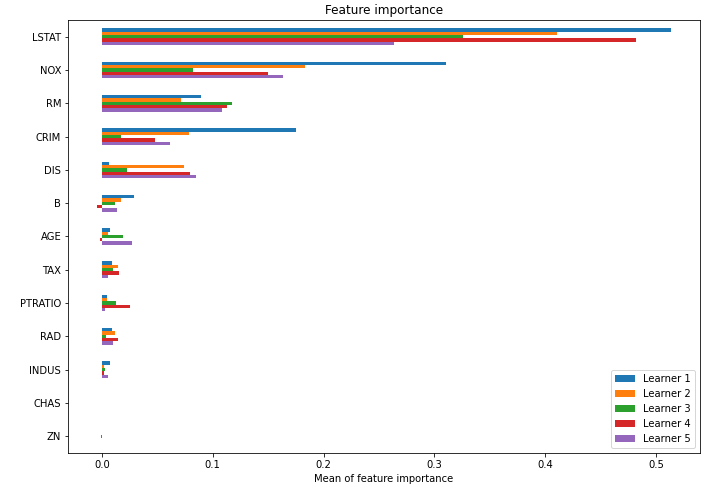 Feature importance
LSTAT
NOX
RM
CRIM
DIS
B
AGE
TAX
PTRATIO
RAD
INDUS
CHAS
ZN
Learner 1
Learner 2
Learner 3
Learner 4
Learner 5
0.0 0.1 0.2 0.3 0.4 0.5
Mean of feature importance